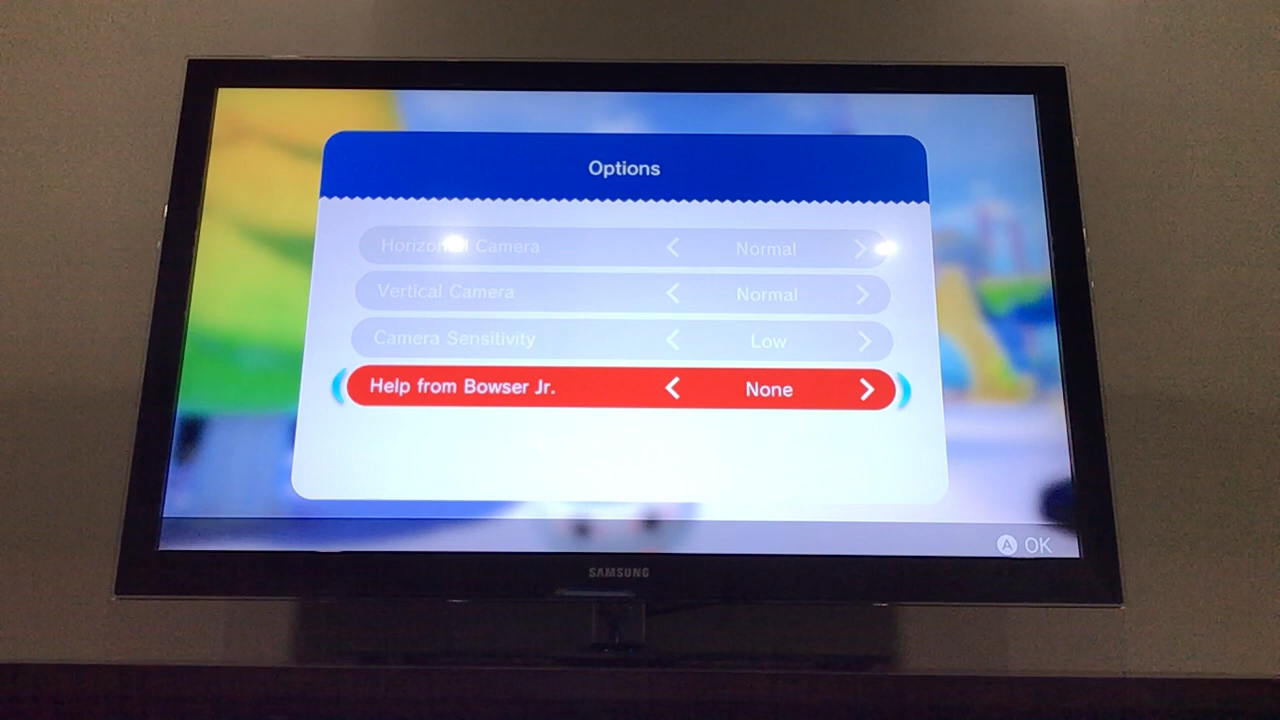 Options
Horizontal Camera < Normal >
Vertical Camera < Normal >
Camera Sensitivity < Low >
Help from Bowser Jr. < None >
A OK
SAMSUNG